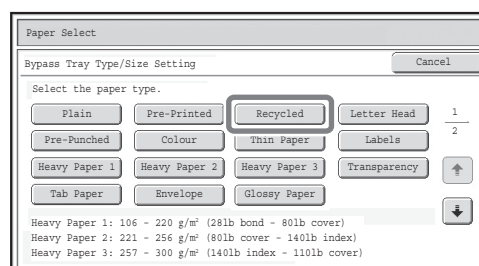 Paper Select
Bypass Tray Type/Size Setting Cancel
Select the paper type.
Plain Pre-Printed Recycled Letter Head 1
Pre-Punched Colour Thin Paper Labels 2
Heavy Paper 1 Heavy Paper 2 Heavy Paper 3 Transparency
Tab Paper Envelope Glossy Paper
Heavy Paper 1: 106 - 220 g/m² (28lb bond - 80lb cover)
Heavy Paper 2: 221 - 256 g/m² (80lb cover - 140lb index)
Heavy Paper 3: 257 - 300 g/m² (140lb index - 110lb cover)